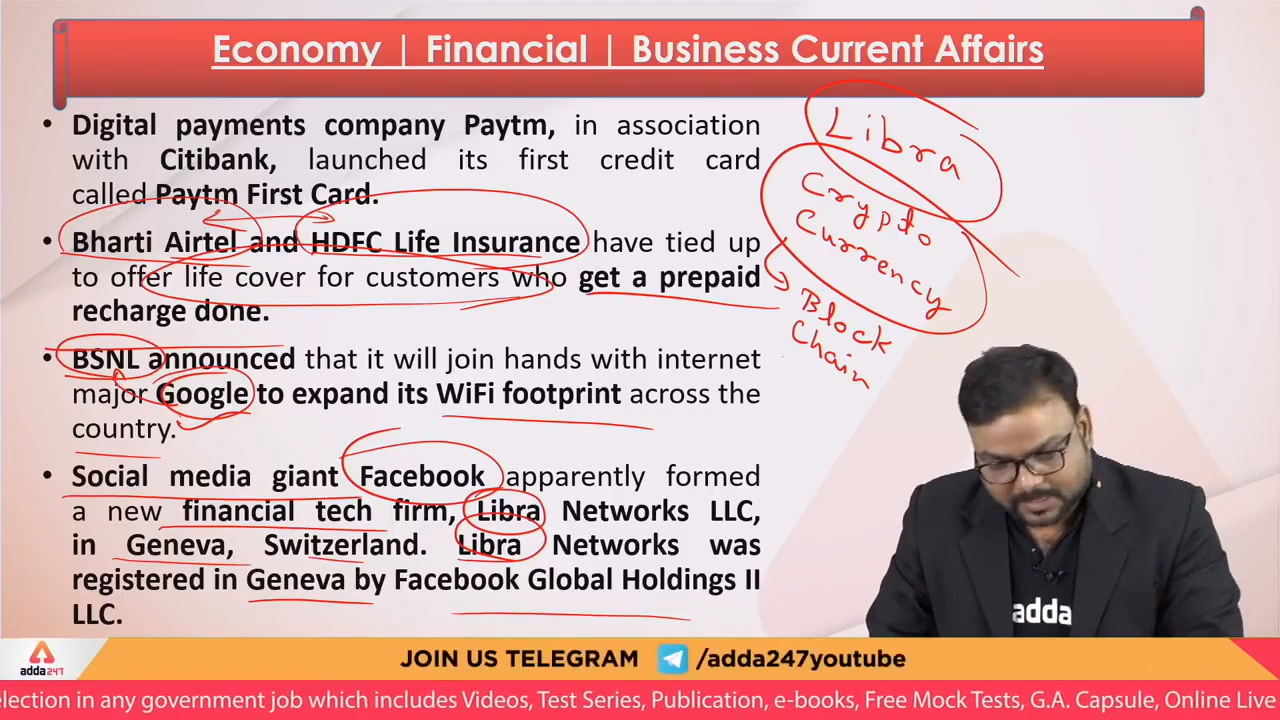 Economy | Financial | Business Current Affairs
• Digital payments company Paytm, in association
with Citibank, launched its first credit card
called Paytm First Card.
• Bharti Airtel and HDFC Life Insurance have tied up
to offer life cover for customers who get a prepaid
recharge done.
• BSNL announced that it will join hands with internet
major Google to expand its WiFi footprint across the
country.
• Social media giant Facebook apparently formed
a new financial tech firm, Libra Networks LLC,
in Geneva, Switzerland. Libra Networks was
registered in Geneva by Facebook Global Holdings II
LLC.
Libra
Crypto
Currency
Block
Chain
adda
adda247
JOIN US TELEGRAM /adda247youtube
election in any government job which includes Videos, Test Series, Publication, e-books, Free Mock Tests, G.A. Capsule, Online Live